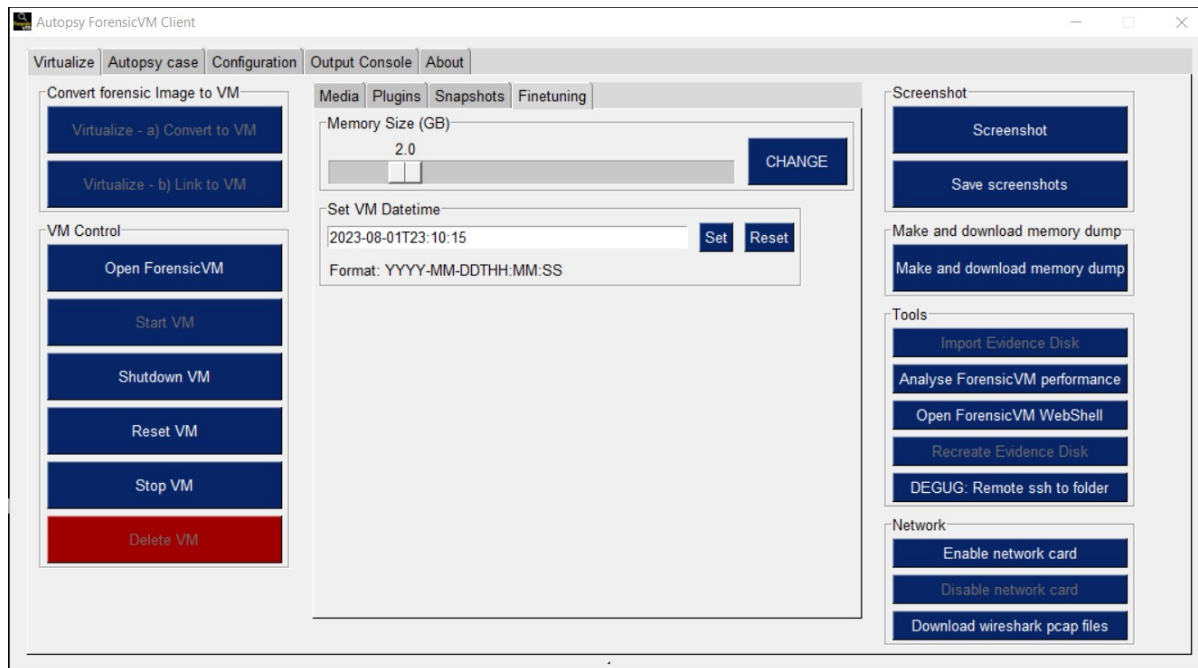 Autopsy ForensicVM Client
Virtualize Autopsy case Configuration Output Console About
Convert forensic Image to VM
Virtualize - a) Convert to VM
Virtualize - b) Link to VM
VM Control
Open ForensicVM
Start VM
Shutdown VM
Reset VM
Stop VM
Delete VM
Media Plugins Snapshots Finetuning
Memory Size (GB)
2.0
CHANGE
Set VM Datetime
2023-08-01T23:10:15 Set Reset
Format: YYYY-MM-DDTHH:MM:SS
Screenshot
Screenshot
Save screenshots
Make and download memory dump
Make and download memory dump
Tools
Import Evidence Disk
Analyse ForensicVM performance
Open ForensicVM WebShell
Recreate Evidence Disk
DEGUG: Remote ssh to folder
Network
Enable network card
Disable network card
Download wireshark pcap files